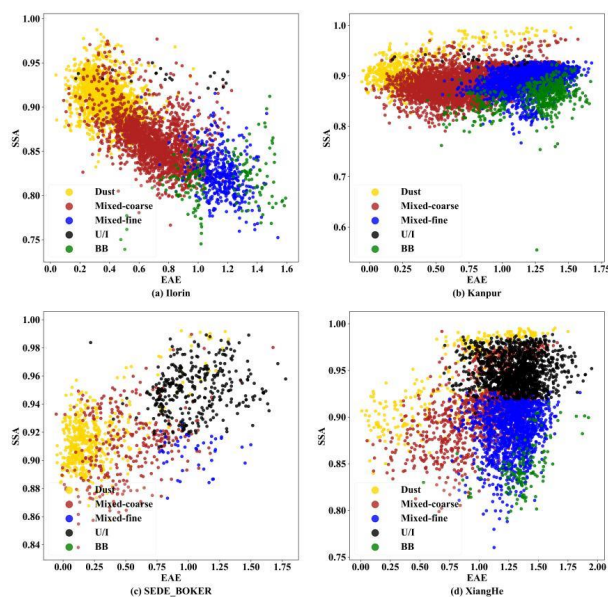 1.00
0.95
0.90
SSA
0.85
0.80
0.75
Dust
Mixed-coarse
Mixed-fine
U/I
BB
0.0 0.2 0.4 0.6 0.8 1.0 1.2 1.4 1.6
EAE
(a) Ilorin
1.0
0.9
SSA
0.8
0.7
0.6
Dust
Mixed-coarse
Mixed-fine
U/I
BB
0.00 0.25 0.50 0.75 1.00 1.25 1.50 1.75
EAE
(b) Kanpur
1.00
0.98
0.96
0.94
SSA
0.92
0.90
0.88
0.86
0.84
Dust
Mixed-coarse
Mixed-fine
U/I
BB
0.00 0.25 0.50 0.75 1.00 1.25 1.50 1.75
EAE
(c) SEDE_BOKER
1.00
0.95
0.90
SSA
0.85
0.80
0.75
Dust
Mixed-coarse
Mixed-fine
U/I
BB
0.00 0.25 0.50 0.75 1.00 1.25 1.50 1.75 2.00
EAE
(d) XiangHe